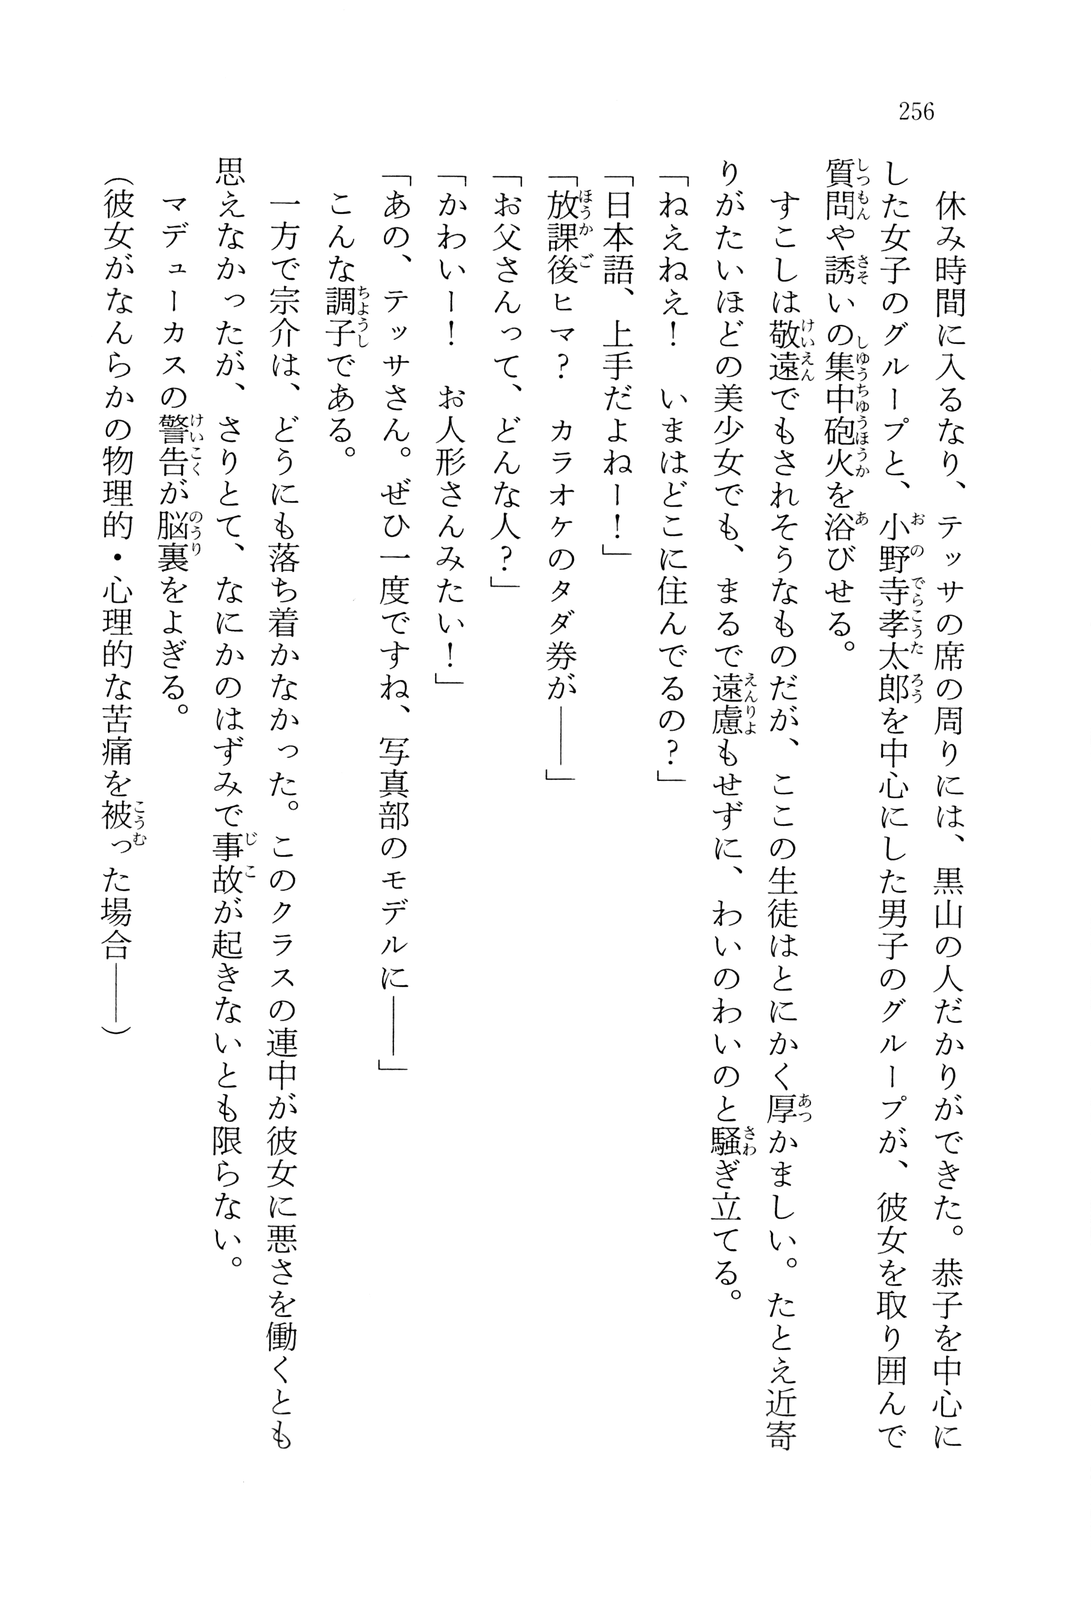 256
　休み時間に入るなり、テッサの席の周りには、黒山の人だかりができた。恭子を中心に
した女子のグループと、小野寺孝太郎を中心にした男子のグループが、彼女を取り囲んで
質問や誘いの集中砲火を浴びせる。
　すこしは敬遠でもされそうなものだが、ここの生徒はとにかく厚かましい。たとえ近寄
りがたいほどの美少女でも、まるで遠慮もせずに、わいのわいのと騒ぎ立てる。
「ねえねえ！　いまはどこに住んでるの？」
「日本語、上手だよねー！」
「放課後ヒマ？　カラオケのタダ券が――」
「お父さんって、どんな人？」
「かわいー！　お人形さんみたい！」
「あの、テッサさん。ぜひ一度ですね、写真部のモデルに――」
　こんな調子である。
　一方で宗介は、どうにも落ち着かなかった。このクラスの連中が彼女に悪さを働くとも
思えなかったが、さりとて、なにかのはずみで事故が起きないとも限らない。
　マデューカスの警告が脳裏をよぎる。
（彼女がなんらかの物理的・心理的な苦痛を被った場合――）